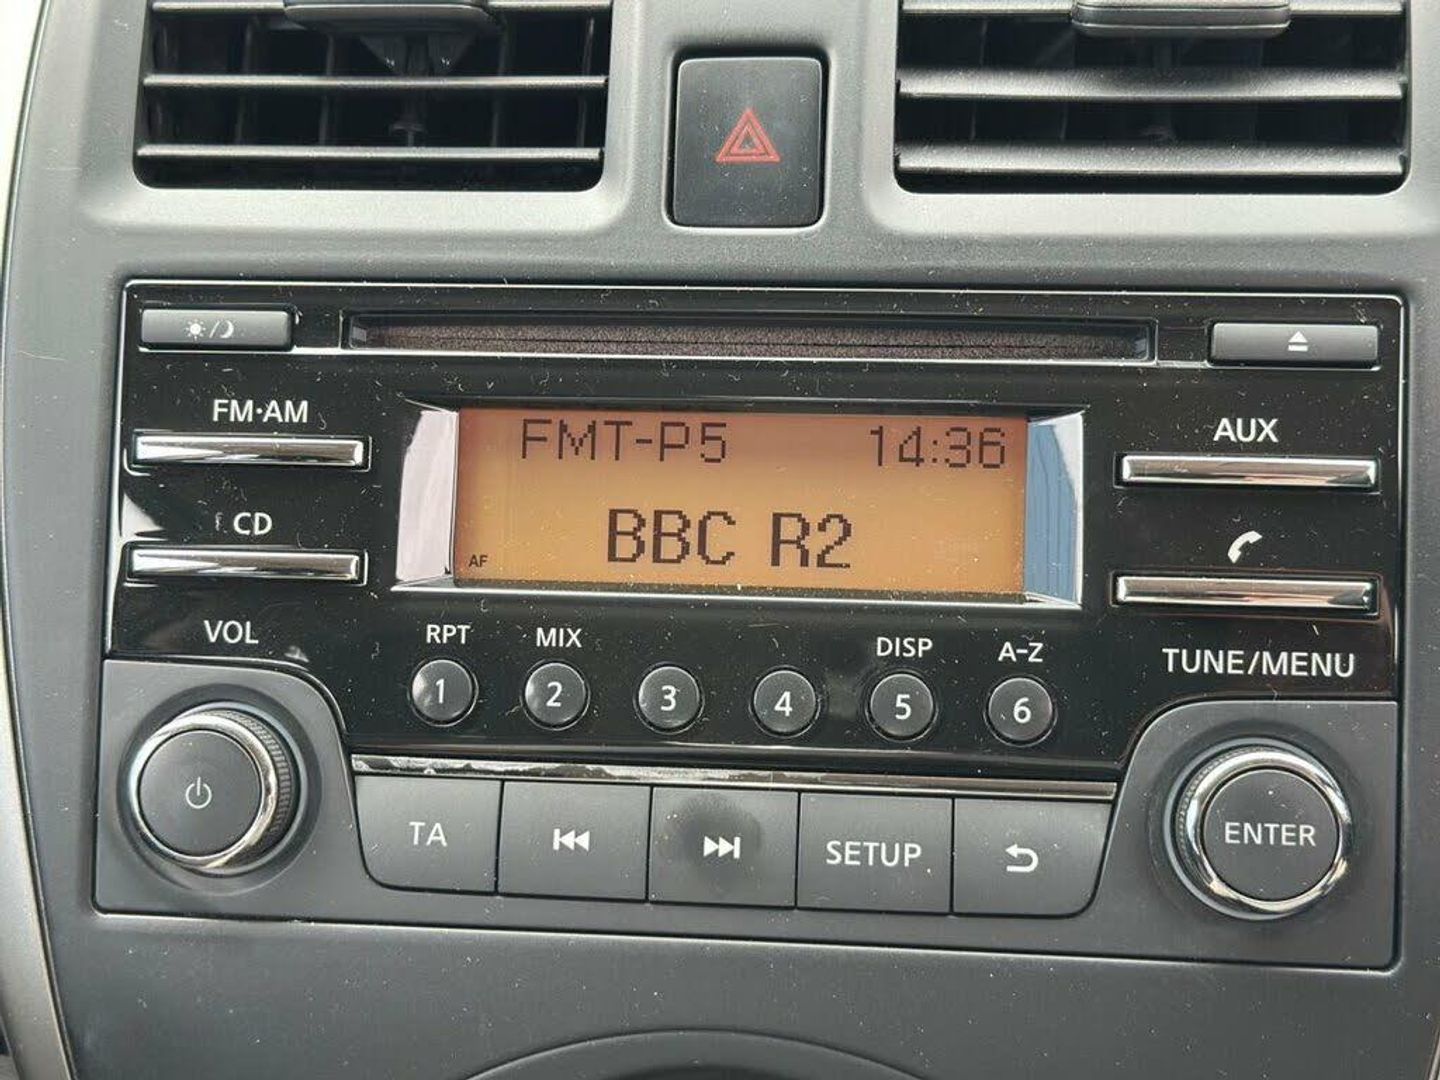 FM·AM
FMT-P5 14:36
AUX
CD
BBC R2
AF
VOL
RPT MIX DISP A-Z
TUNE/MENU
1 2 3 4 5 6
TA SETUP ENTER